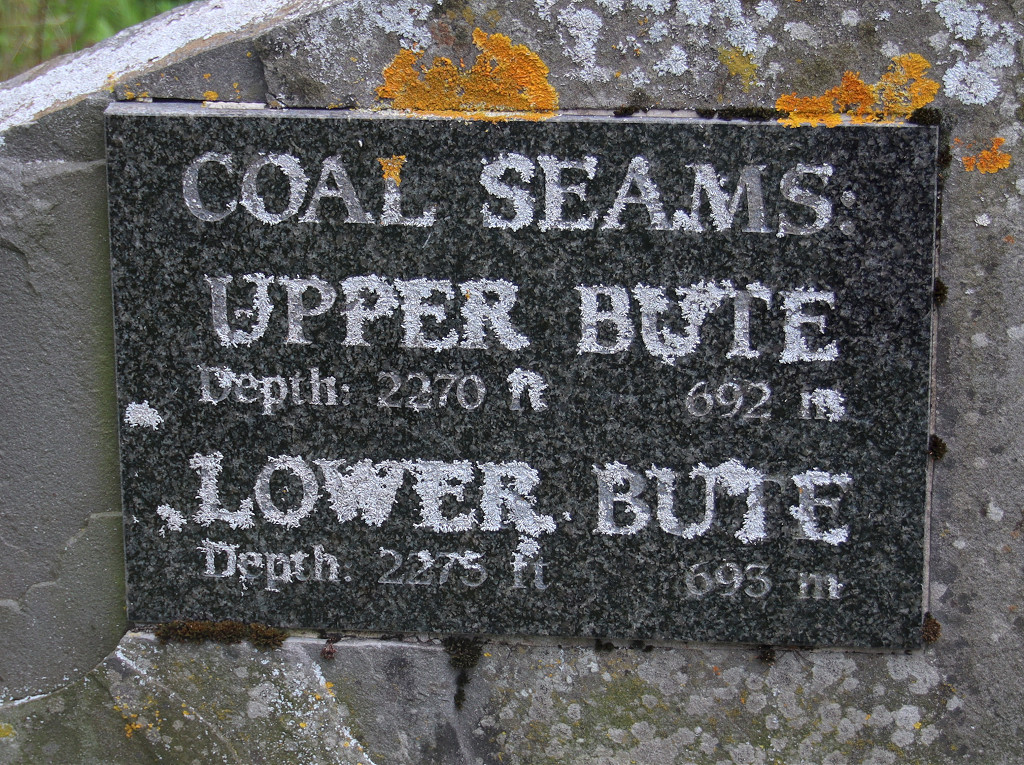 COAL SEAMS:
UPPER BUTE
Depth: 2270 ft 692 m
LOWER BUTE
Depth: 2275 ft 693 m